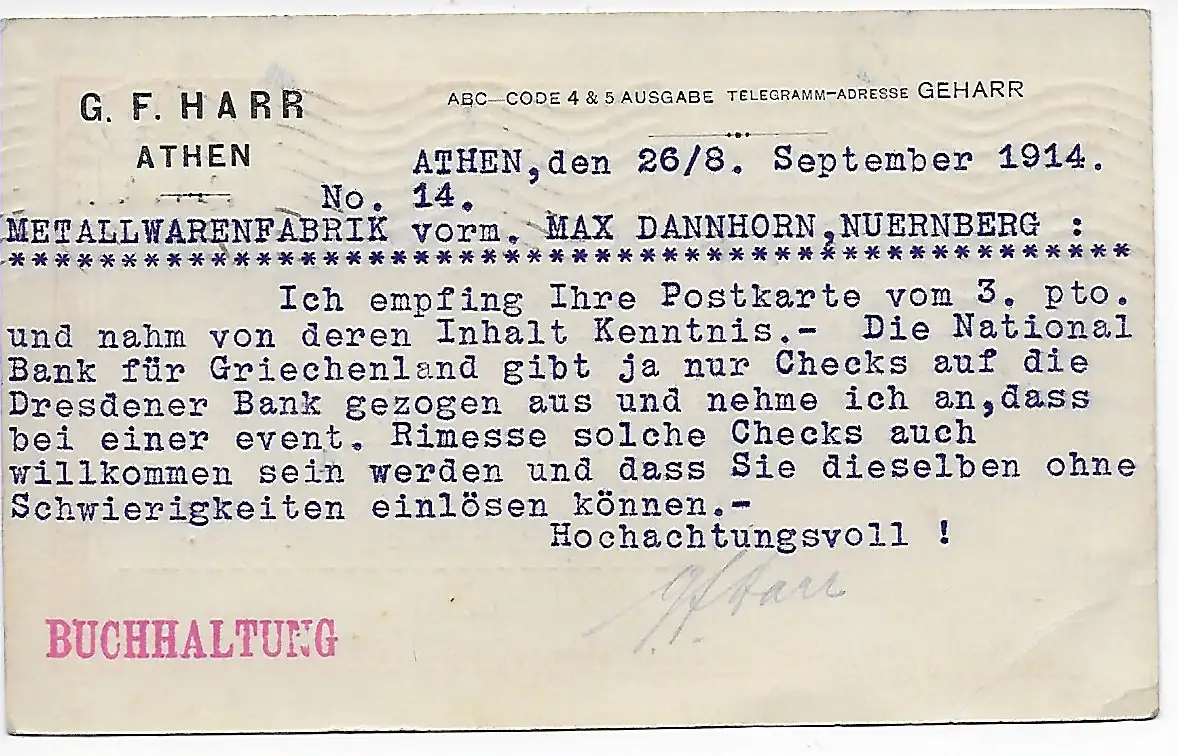 G. F. HARR
ATHEN
ABC—CODE 4 & 5 AUSGABE TELEGRAMM-ADRESSE GEHARR
ATHEN,den 26/8. September 1914.
No. 14.
METALLWARENFABRIK vorm. MAX DANNHORN,NUERNBERG :
**************************************************
Ich empfing Ihre Postkarte vom 3. pto.
und nahm von deren Inhalt Kenntnis.- Die National
Bank für Griechenland gibt ja nur Checks auf die
Dresdener Bank gezogen aus und nehme ich an,dass
bei einer event. Rimesse solche Checks auch
willkommen sein werden und dass Sie dieselben ohne
Schwierigkeiten einlösen können.-
Hochachtungsvoll !
GFHarr
BUCHHALTUNG